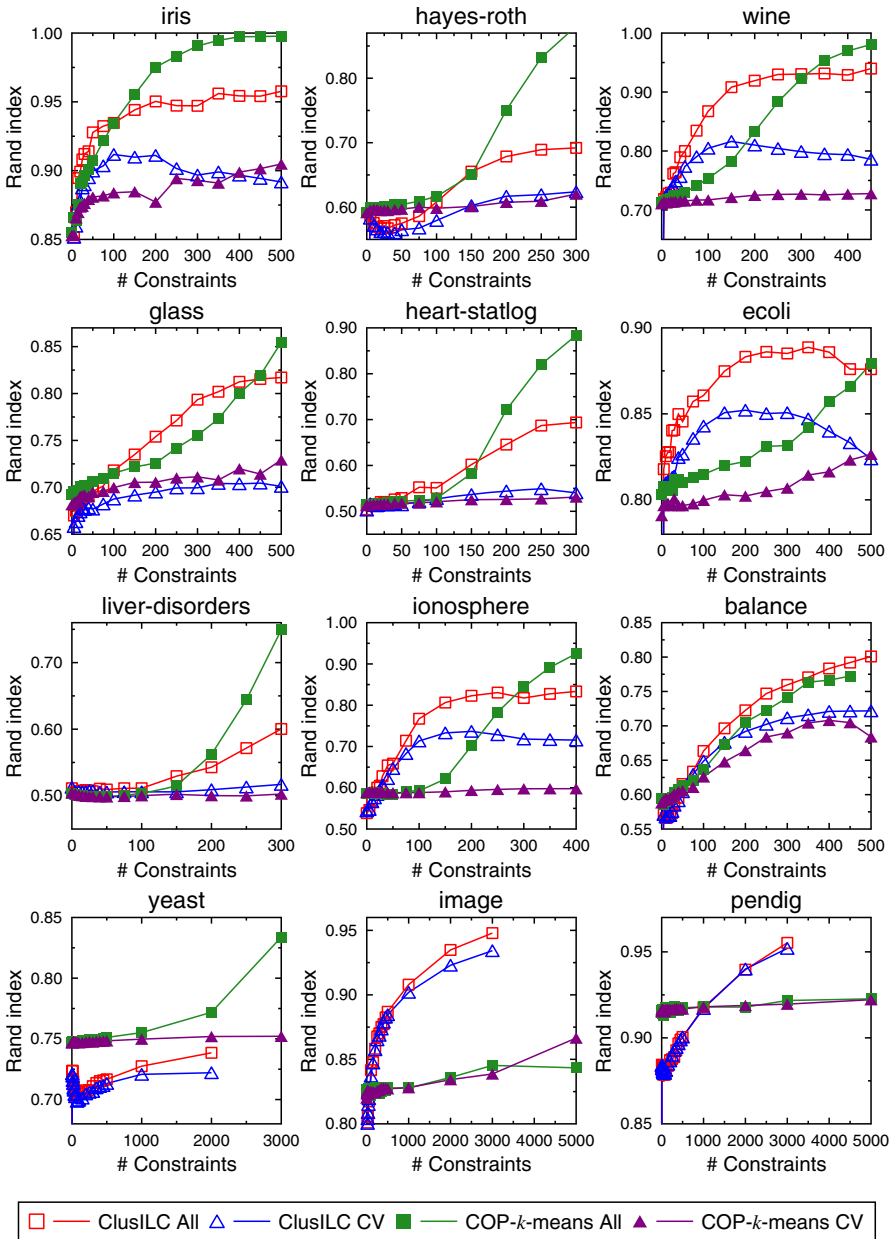 iris
hayes-roth
wine
1.00
0.95
0.90
0.85
0 100 200 300 400 500
Rand index
# Constraints
0.80
0.70
0.60
0 50 100 150 200 250 300
Rand index
# Constraints
1.00
0.90
0.80
0.70
0 100 200 300 400
Rand index
# Constraints
glass
heart-statlog
ecoli
0.85
0.80
0.75
0.70
0.65
0 100 200 300 400 500
Rand index
# Constraints
0.90
0.80
0.70
0.60
0.50
0 50 100 150 200 250 300
Rand index
# Constraints
0.90
0.85
0.80
0 100 200 300 400 500
Rand index
# Constraints
liver-disorders
ionosphere
balance
0.70
0.60
0.50
0 50 100 150 200 250 300
Rand index
# Constraints
1.00
0.90
0.80
0.70
0.60
0.50
0 100 200 300 400
Rand index
# Constraints
0.85
0.80
0.75
0.70
0.65
0.60
0.55
0 100 200 300 400 500
Rand index
# Constraints
yeast
image
pendig
0.85
0.80
0.75
0.70
0 1000 2000 3000
Rand index
# Constraints
0.95
0.90
0.85
0.80
0 1000 2000 3000 4000 5000
Rand index
# Constraints
0.95
0.90
0.85
0 1000 2000 3000 4000 5000
Rand index
# Constraints
ClusILC All ClusILC CV COP-k-means All COP-k-means CV